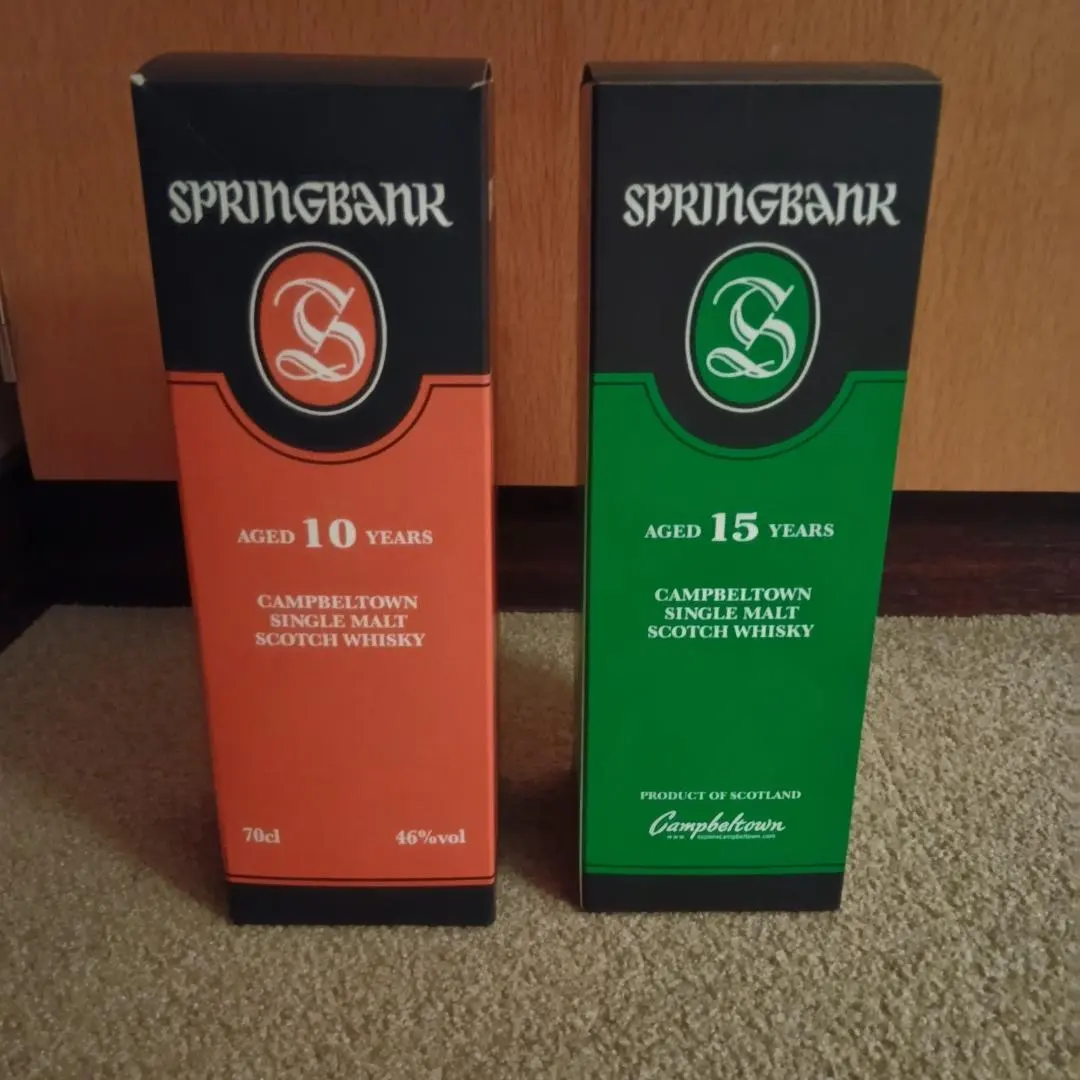 SPRINGBANK
S
AGED 10 YEARS
CAMPBELTOWN
SINGLE MALT
SCOTCH WHISKY
70cl 46%vol
SPRINGBANK
S
AGED 15 YEARS
CAMPBELTOWN
SINGLE MALT
SCOTCH WHISKY
PRODUCT OF SCOTLAND
Campbeltown